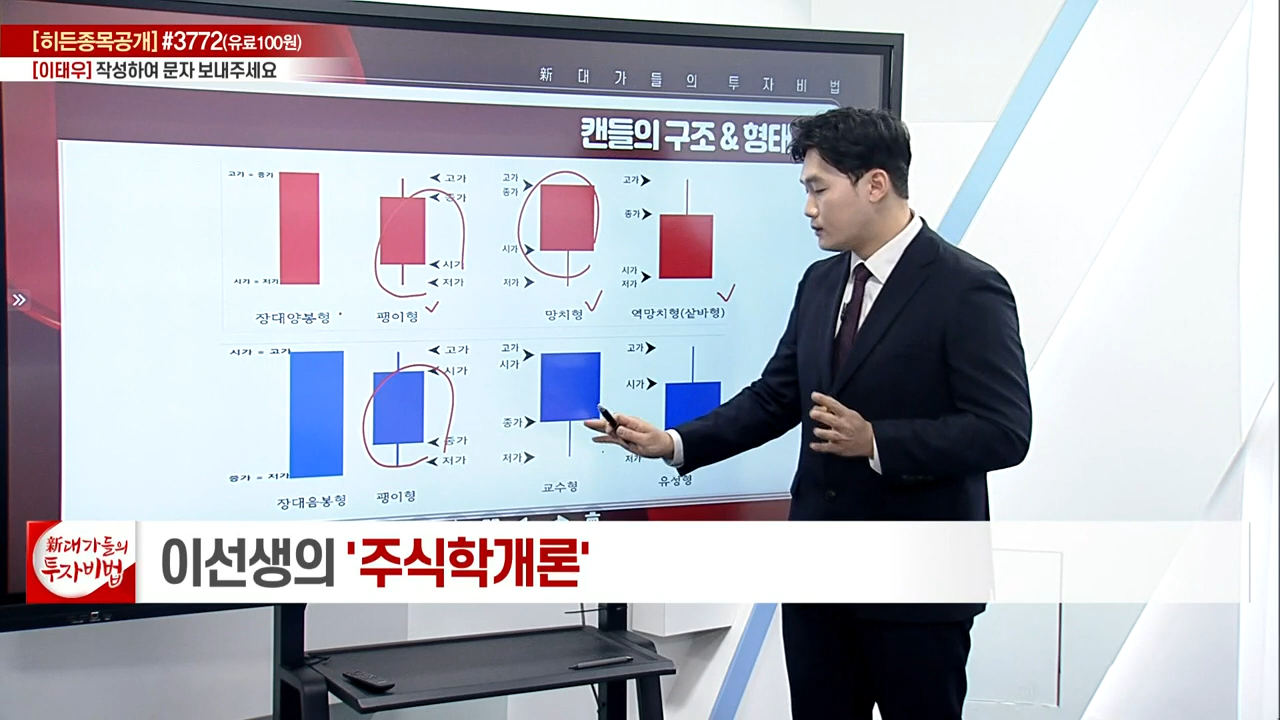 [히든종목공개] #3772(유료100원)
[이태우] 작성하여 문자 보내주세요
新 대 가 들 의 투 자 비 법
캔들의 구조 & 형태
고가 = 종가
시가 = 저가
장대양봉형
고가
종가
시가
저가
팽이형
고가
종가
시가
저가
망치형
고가
종가
시가
저가
역망치형(샅바형)
시가 = 고가
종가 = 저가
장대음봉형
고가
시가
종가
저가
팽이형
고가
시가
종가
저가
교수형
고가
시가
저가
유성형
新대가들의
투자비법
이선생의 '주식학개론'